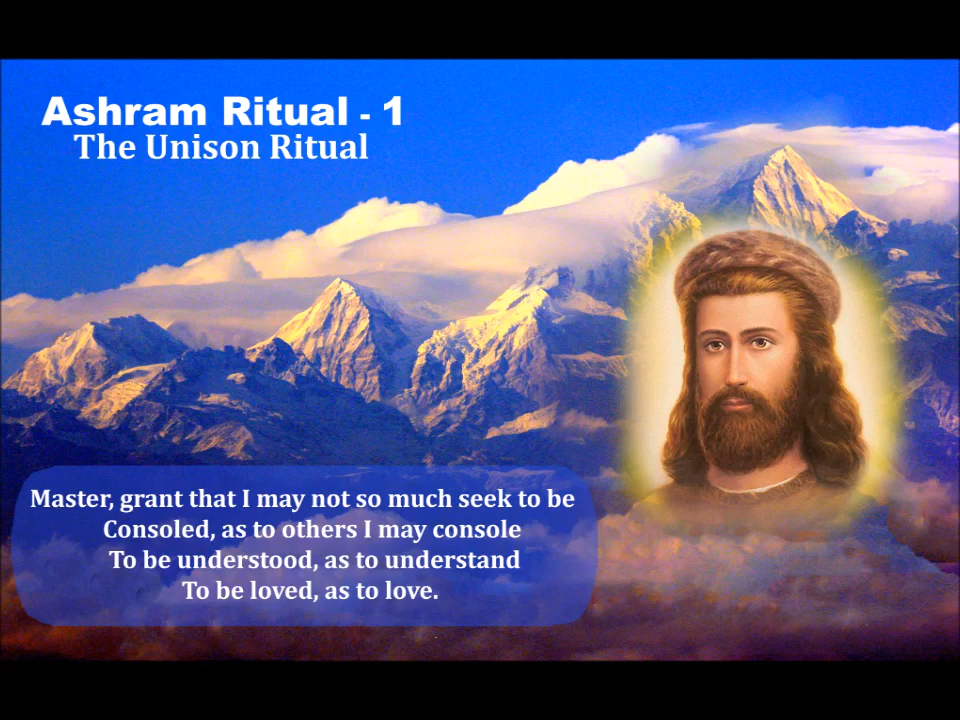 Ashram Ritual - 1
The Unison Ritual
Master, grant that I may not so much seek to be
Consoled, as to others I may console
To be understood, as to understand
To be loved, as to love.